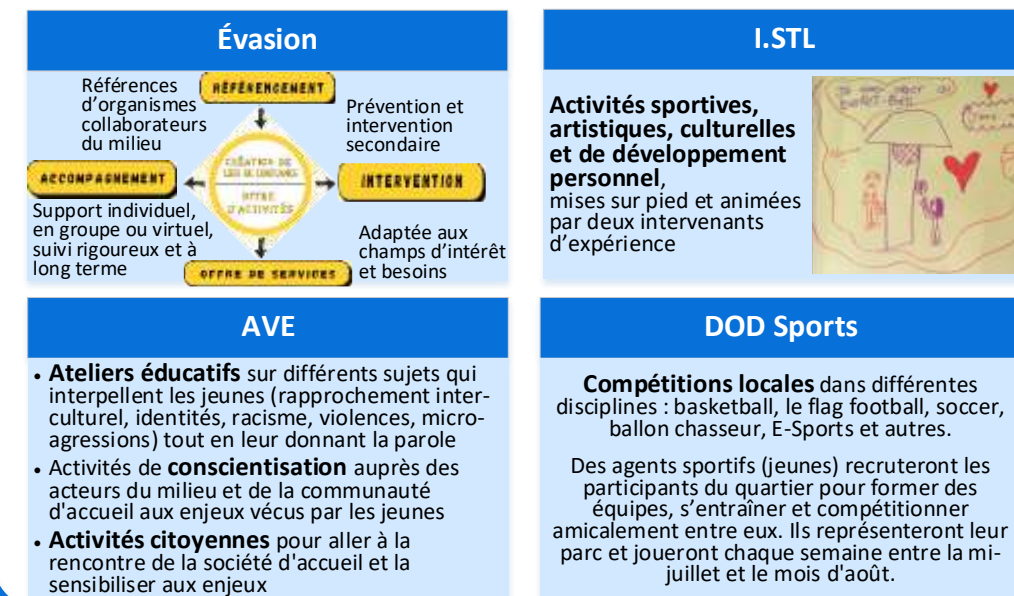 Évasion
Références
d’organismes
collaborateurs
du milieu
RÉFÉRENCEMENT
Prévention et
intervention
secondaire
ACCOMPAGNEMENT
CRÉATION DE
LIEN DE CONFIANCE
OFFRE
D'ACTIVITÉS
INTERVENTION
Support individuel,
en groupe ou virtuel,
suivi rigoureux et à
long terme
Adaptée aux
champs d’intérêt
et besoins
OFFRE DE SERVICES
I.STL
Activités sportives,
artistiques, culturelles
et de développement
personnel,
mises sur pied et animées
par deux intervenants
d’expérience
AVE
• Ateliers éducatifs sur différents sujets qui
interpellent les jeunes (rapprochement inter-
culturel, identités, racisme, violences, micro-
agressions) tout en leur donnant la parole
• Activités de conscientisation auprès des
acteurs du milieu et de la communauté
d'accueil aux enjeux vécus par les jeunes
• Activités citoyennes pour aller à la
rencontre de la société d'accueil et la
sensibiliser aux enjeux
DOD Sports
Compétitions locales dans différentes
disciplines : basketball, le flag football, soccer,
ballon chasseur, E-Sports et autres.
Des agents sportifs (jeunes) recruteront les
participants du quartier pour former des
équipes, s’entraîner et compétitionner
amicalement entre eux. Ils représenteront leur
parc et joueront chaque semaine entre la mi-
juillet et le mois d'août.